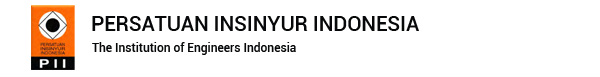 PERSATUAN
INSINYUR
INDONESIA
PII
PERSATUAN INSINYUR INDONESIA
The Institution of Engineers Indonesia